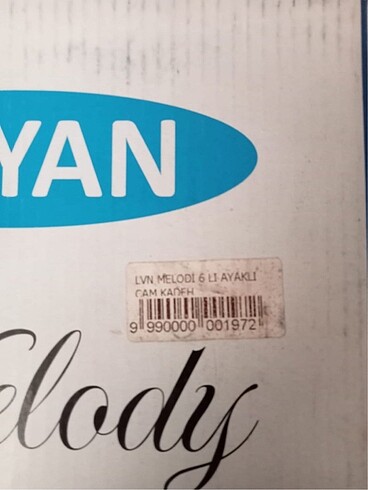 YAN
LVN MELODİ 6 LI AYAKLI
CAM KADEH
9 990000 001972
elody